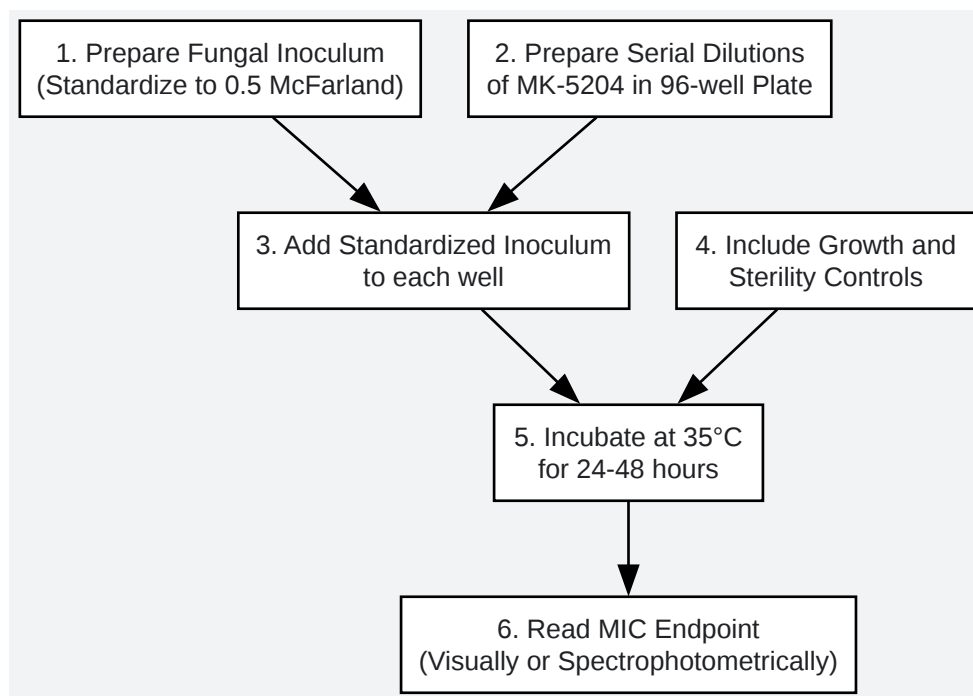 1. Prepare Fungal Inoculum
(Standardize to 0.5 McFarland)
2. Prepare Serial Dilutions
of MK-5204 in 96-well Plate
3. Add Standardized Inoculum
to each well
4. Include Growth and
Sterility Controls
5. Incubate at 35°C
for 24-48 hours
6. Read MIC Endpoint
(Visually or Spectrophotometrically)